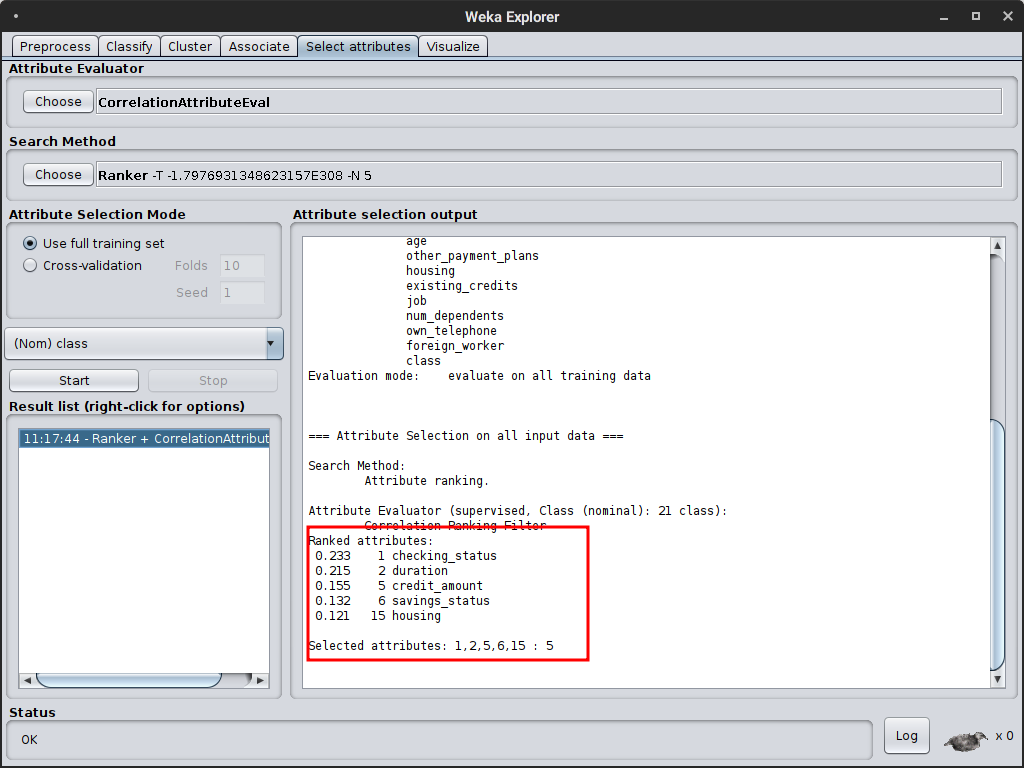 Weka Explorer
Preprocess Classify Cluster Associate Select attributes Visualize
Attribute Evaluator
Choose CorrelationAttributeEval
Search Method
Choose Ranker -T -1.7976931348623157E308 -N 5
Attribute Selection Mode
Use full training set
Cross-validation Folds 10
Seed 1
(Nom) class
Start Stop
Result list (right-click for options)
11:17:44 - Ranker + CorrelationAttribut
Attribute selection output
age
other_payment_plans
housing
existing_credits
job
num_dependents
own_telephone
foreign_worker
class
Evaluation mode: evaluate on all training data
=== Attribute Selection on all input data ===
Search Method:
Attribute ranking.
Attribute Evaluator (supervised, Class (nominal): 21 class):
Correlation Ranking Filter
Ranked attributes:
0.233 1 checking_status
0.215 2 duration
0.155 5 credit_amount
0.132 6 savings_status
0.121 15 housing
Selected attributes: 1,2,5,6,15 : 5
Status
OK
Log x 0